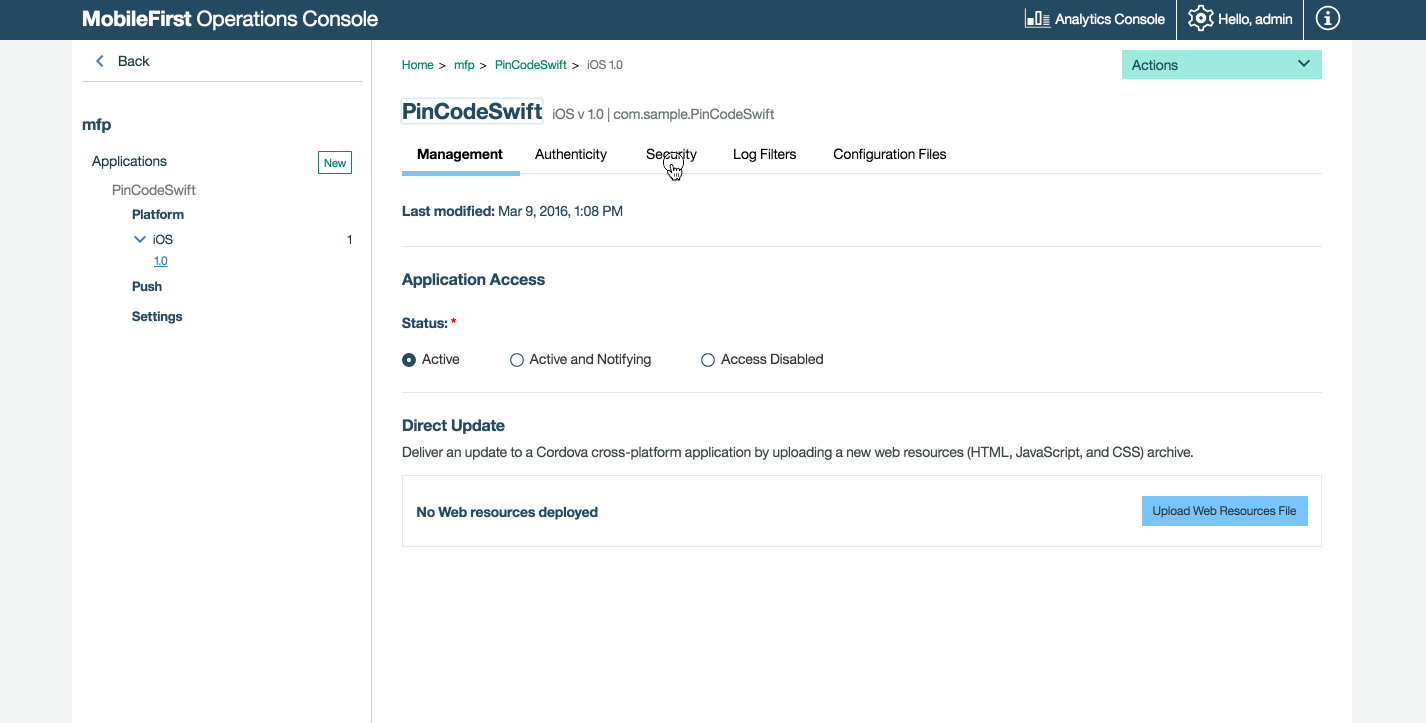 MobileFirst Operations Console
Analytics Console
Hello, admin
Back
mfp
Applications
New
PinCodeSwift
Platform
iOS
1
1.0
Push
Settings
Home > mfp > PinCodeSwift > iOS 1.0
Actions
PinCodeSwift iOS v 1.0 | com.sample.PinCodeSwift
Management Authenticity Security Log Filters Configuration Files
Last modified: Mar 9, 2016, 1:08 PM
Application Access
Status: *
Active Active and Notifying Access Disabled
Direct Update
Deliver an update to a Cordova cross-platform application by uploading a new web resources (HTML, JavaScript, and CSS) archive.
No Web resources deployed
Upload Web Resources File